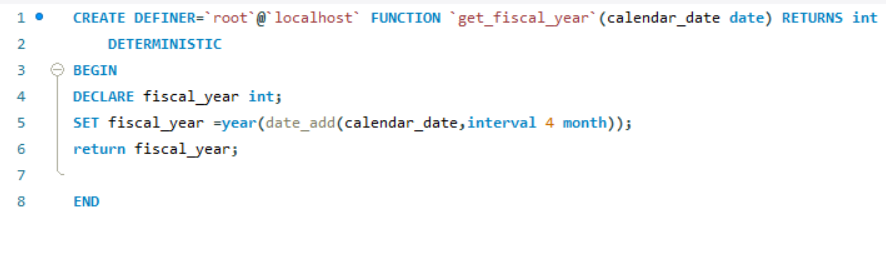 1 CREATE DEFINER=`root`@`localhost` FUNCTION `get_fiscal_year`(calendar_date date) RETURNS int
2 DETERMINISTIC
3 BEGIN
4 DECLARE fiscal_year int;
5 SET fiscal_year =year(date_add(calendar_date,interval 4 month));
6 return fiscal_year;
7
8 END